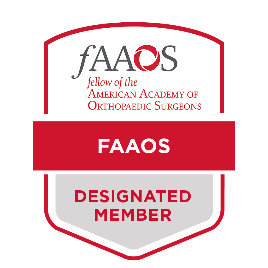 fAAOS
fellow of the
AMERICAN ACADEMY OF
ORTHOPAEDIC SURGEONS
FAAOS
DESIGNATED
MEMBER